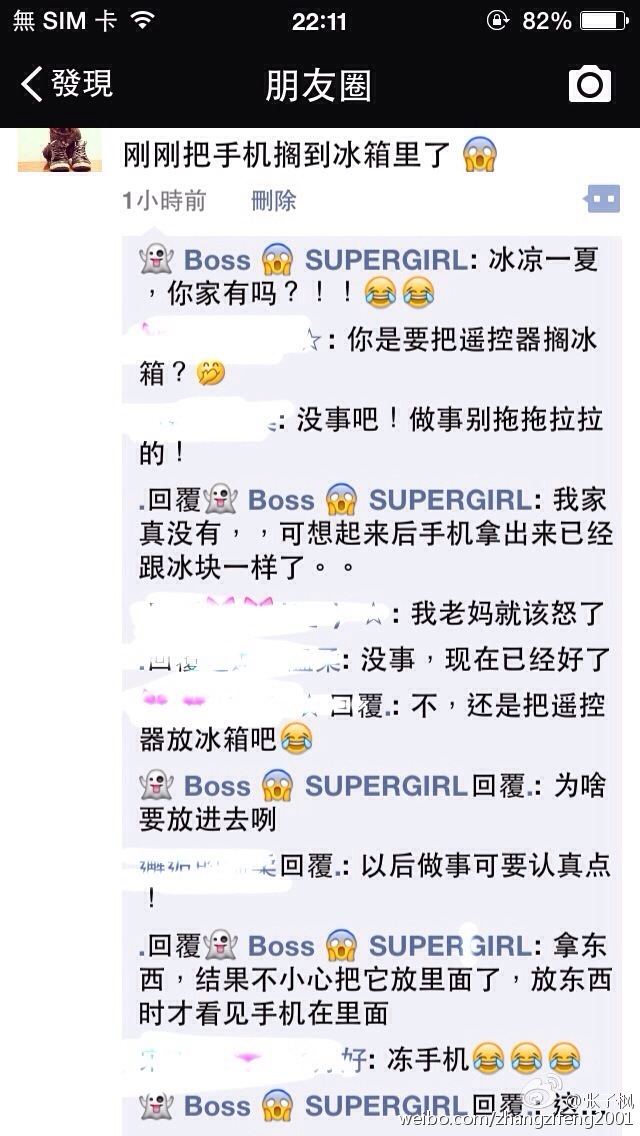 無 SIM 卡 22:11 82%
發現 朋友圈
刚刚把手机搁到冰箱里了 😱
1小時前 刪除
👻 Boss 😱 SUPERGIRL: 冰凉一夏
，你家有吗？！！😂😂
☆: 你是要把遥控器搁冰
箱？🤭
: 没事吧！做事别拖拖拉拉
的！
.回覆👻 Boss 😱 SUPERGIRL: 我家
真没有，，可想起来后手机拿出来已经
跟冰块一样了。。
☆: 我老妈就该怒了
.回覆 : 没事，现在已经好了
回覆.: 不，还是把遥控
器放冰箱吧😂
👻 Boss 😱 SUPERGIRL回覆.: 为啥
要放进去咧
回覆.: 以后做事可要认真点
！
.回覆👻 Boss 😱 SUPERGIRL: 拿东
西，结果不小心把它放里面了，放东西
时才看见手机在里面
好: 冻手机😂😂😂
👻 Boss 😱 SUPERGIRL回覆.: 这...
@张子枫
weibo.com/zhangzifeng2001